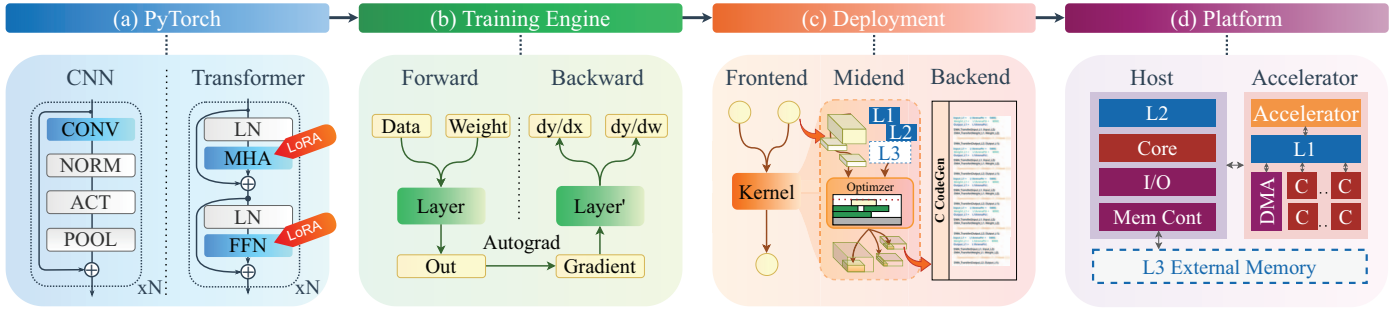 (a) PyTorch
(b) Training Engine
(c) Deployment
(d) Platform
CNN
CONV
NORM
ACT
POOL
xN
Transformer
LN
MHA
LoRA
LN
FFN
LoRA
xN
Forward
Data
Weight
Layer
Out
Autograd
Backward
dy/dx
dy/dw
Layer'
Gradient
Frontend
Kernel
Midend
L1
L2
L3
Optimzer
Backend
C CodeGen
Host
L2
Core
I/O
Mem Cont
Accelerator
Accelerator
L1
DMA
C .. C
C .. C
L3 External Memory